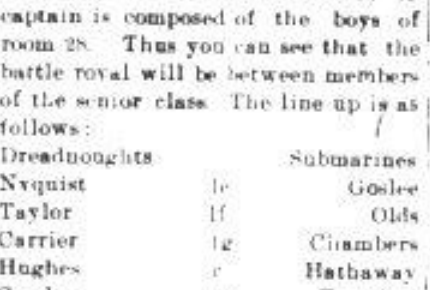 captain is composed of the boys of
room 28. Thus you can see that the
battle royal will be between members
of the senior class. The line up is as
follows:
Dreadnoughts Submarines
Nyquist le Goslee
Taylor lf Olds
Carrier lg Chambers
Hughes c Hathaway